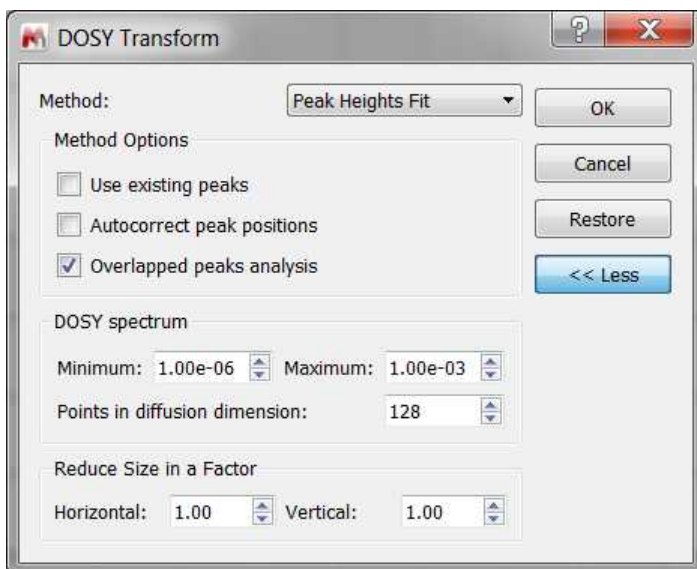 DOSY Transform
Method: Peak Heights Fit
OK
Method Options
Cancel
Use existing peaks
Autocorrect peak positions
Restore
Overlapped peaks analysis
<< Less
DOSY spectrum
Minimum: 1.00e-06 Maximum: 1.00e-03
Points in diffusion dimension: 128
Reduce Size in a Factor
Horizontal: 1.00 Vertical: 1.00